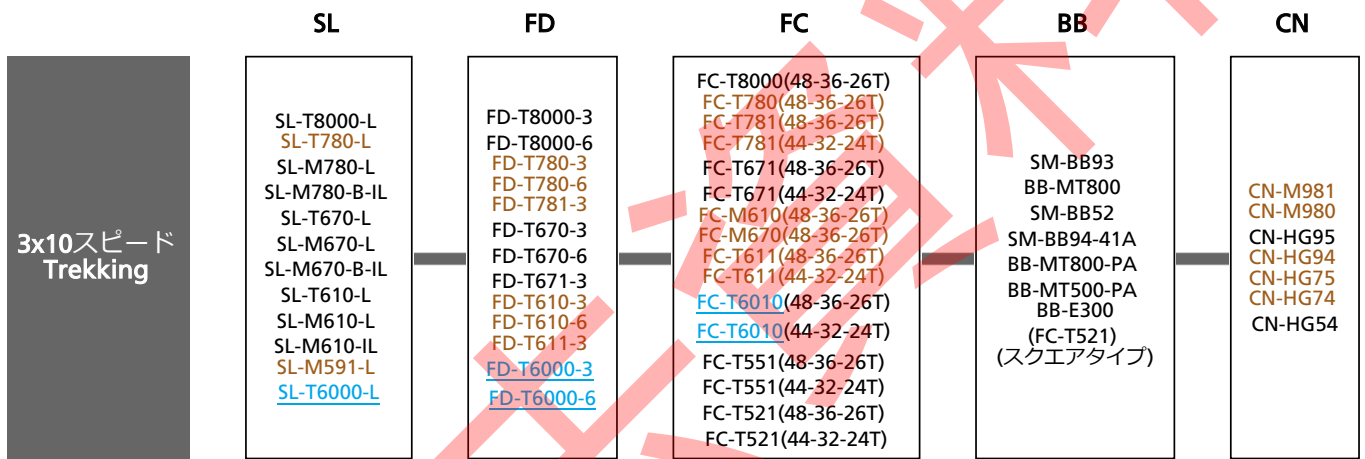 SL FD FC BB CN
3x10スピード
Trekking
SL-T8000-L
SL-T780-L
SL-M780-L
SL-M780-B-IL
SL-T670-L
SL-M670-L
SL-M670-B-IL
SL-T610-L
SL-M610-L
SL-M610-IL
SL-M591-L
SL-T6000-L
FD-T8000-3
FD-T8000-6
FD-T780-3
FD-T780-6
FD-T781-3
FD-T670-3
FD-T670-6
FD-T671-3
FD-T610-3
FD-T610-6
FD-T611-3
FD-T6000-3
FD-T6000-6
FC-T8000(48-36-26T)
FC-T780(48-36-26T)
FC-T781(48-36-26T)
FC-T781(44-32-24T)
FC-T671(48-36-26T)
FC-T671(44-32-24T)
FC-M610(48-36-26T)
FC-M670(48-36-26T)
FC-T611(48-36-26T)
FC-T611(44-32-24T)
FC-T6010(48-36-26T)
FC-T6010(44-32-24T)
FC-T551(48-36-26T)
FC-T551(44-32-24T)
FC-T521(48-36-26T)
FC-T521(44-32-24T)
SM-BB93
BB-MT800
SM-BB52
SM-BB94-41A
BB-MT800-PA
BB-MT500-PA
BB-E300
(FC-T521)
(スクエアタイプ)
CN-M981
CN-M980
CN-HG95
CN-HG94
CN-HG75
CN-HG74
CN-HG54